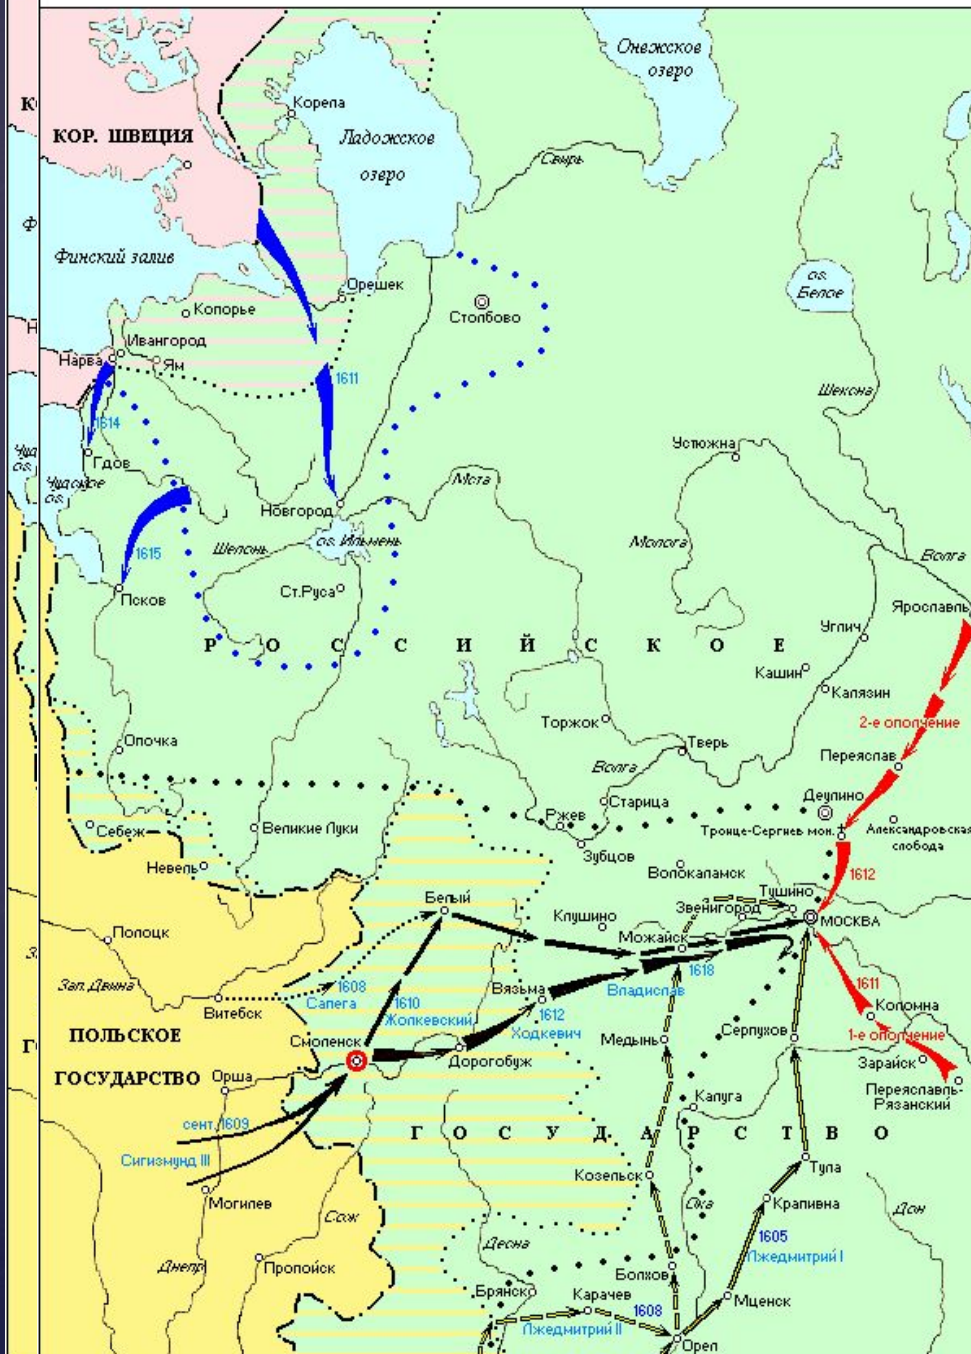 Онежское
озеро
К
Корела
КОР. ШВЕЦИЯ
Ладожское
озеро
Свирь
Ф
Финский залив
оз.
Белое
Орешек
Копорье
Столбово
Н
Ивангород
Нарва
Ям
1611
Шексна
1614
Устюжна
Чуд
оз.
Гдов
Чудское
оз.
Мста
Новгород
Шелонь
оз. Ильмень
Молога
Волга
1615
Псков
Ст.Руса
Ярославль
Углич
РОССИЙСКОЕ
Кашин
Калязин
Торжок
2-е ополчение
Опочка
Тверь
Переяслав
Волга
Старица
Деулино
Себеж
Великие Луки
Ржев
Троице-Сергиев мон.
Александровская
слобода
Зубцов
Невель
Волоколамск
1612
Белый
Тушино
Клушино
Звенигород
МОСКВА
Полоцк
Можайск
З
Зап.Двина
1608
Сапега
1610
Жолкевский
Вязьма
1618
Владислав
1611
Витебск
1612
Ходкевич
Коломна
ПОЛЬСКОЕ
Смоленск
Серпухов
1-е ополчение
Г
Медынь
Дорогобуж
Зарайск
ГОСУДАРСТВО
Орша
Калуга
Переяславль-
Рязанский
сент. 1609
ГОСУДАРСТВО
Сигизмунд III
Козельск
Тула
Могилев
Крапивна
Сож
Ока
Дон
Десна
1605
Лжедмитрий I
Днепр
Пропойск
Болхов
Брянск
Карачев
1608
Мценск
Лжедмитрий II
Орел